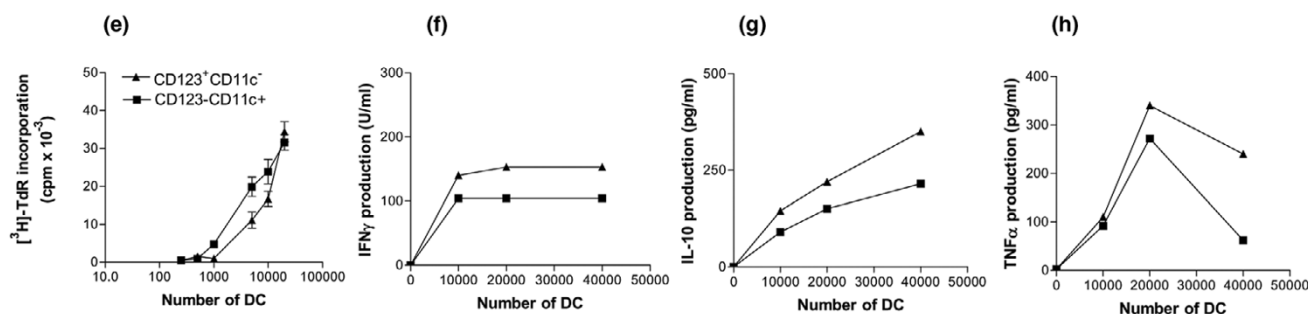 (e)
[³H]-TdR incorporation
(cpm x 10⁻³)
50
40
30
20
10
0
CD123⁺CD11c⁻
CD123-CD11c+
10.0 100 1000 10000 100000
Number of DC
(f)
IFNγ production (U/ml)
300
200
100
0
0 10000 20000 30000 40000 50000
Number of DC
(g)
IL-10 production (pg/ml)
500
250
0
0 10000 20000 30000 40000 50000
Number of DC
(h)
TNFα production (pg/ml)
400
300
200
100
0
0 10000 20000 30000 40000 50000
Number of DC